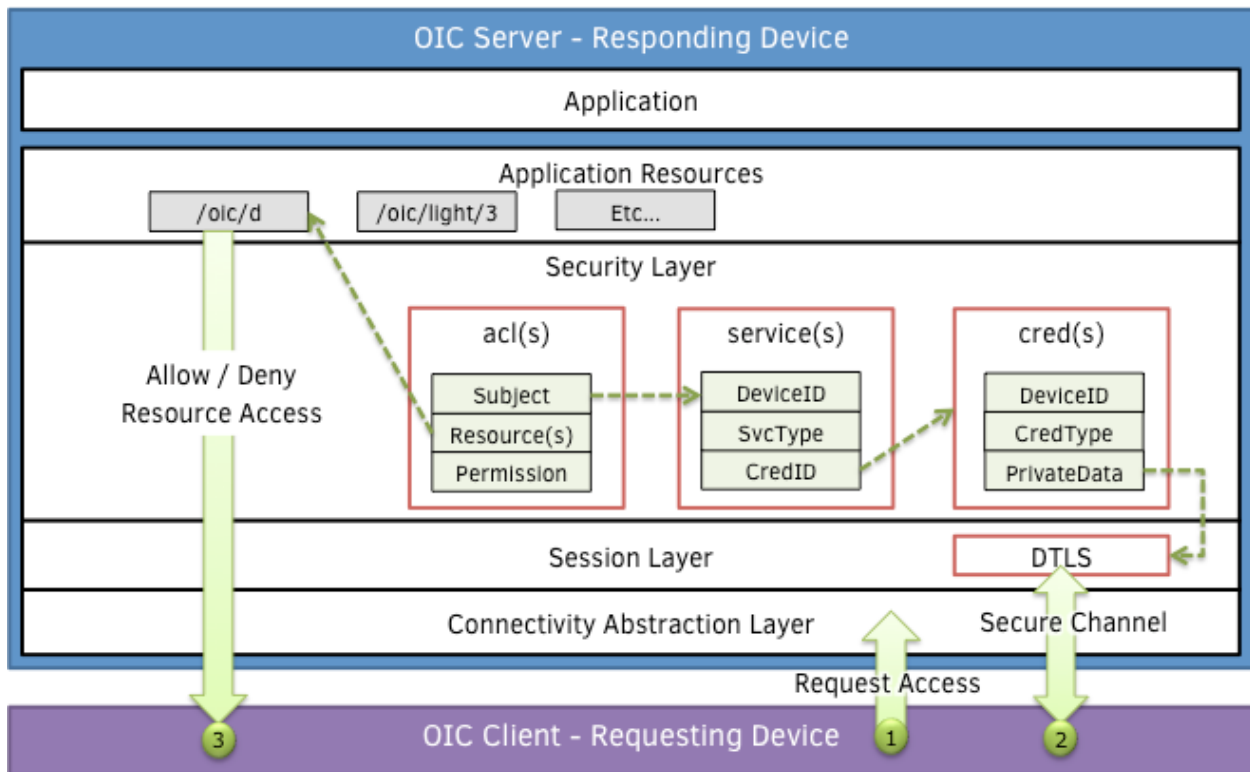 OIC Server - Responding Device
Application
Application Resources
/oic/d
/oic/light/3
Etc...
Security Layer
acl(s)
Subject
Resource(s)
Permission
service(s)
DeviceID
SvcType
CredID
cred(s)
DeviceID
CredType
PrivateData
Allow / Deny
Resource Access
Session Layer
DTLS
Connectivity Abstraction Layer
Secure Channel
Request Access
OIC Client - Requesting Device
3
1
2